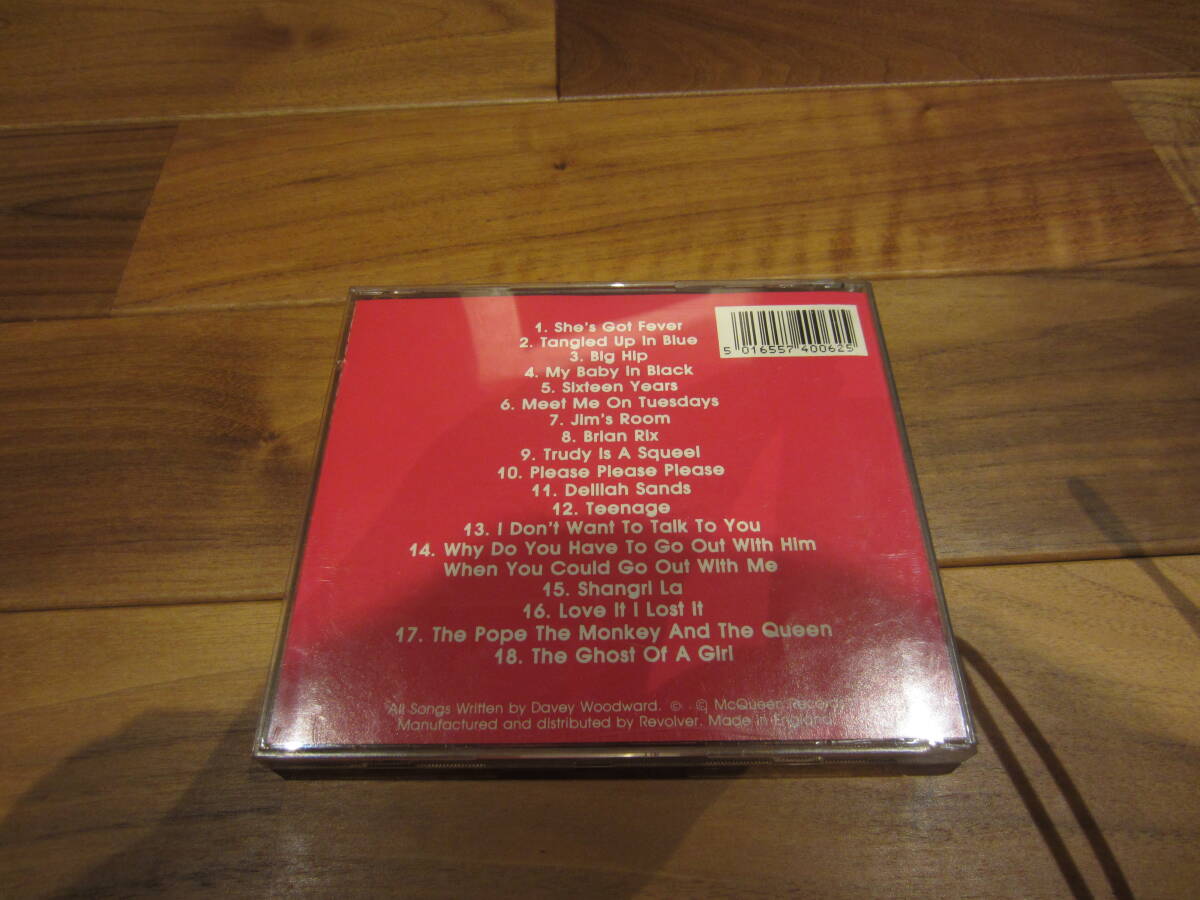 1. She's Got Fever
2. Tangled Up In Blue
3. Big Hip
4. My Baby In Black
5. Sixteen Years
6. Meet Me On Tuesdays
7. Jim's Room
8. Brian Rix
9. Trudy Is A Squeel
10. Please Please Please
11. Delilah Sands
12. Teenage
13. I Don't Want To Talk To You
14. Why Do You Have To Go Out With Him
When You Could Go Out With Me
15. Shangri La
16. Love It I Lost It
17. The Pope The Monkey And The Queen
18. The Ghost Of A Girl
5 016557 400625
All Songs Written by Davey Woodward. © ℗ McQueen
Manufactured and distributed by Revolver. Made in England.